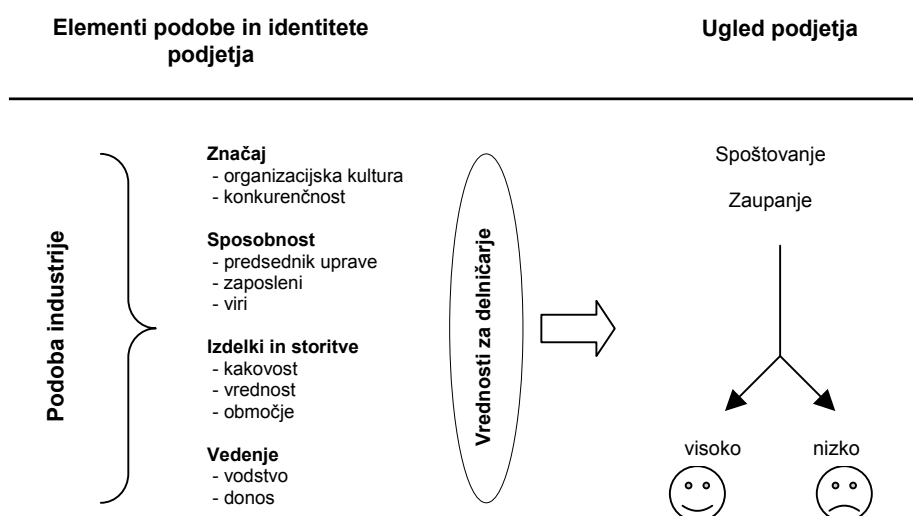 Elementi podobe in identitete
podjetja
Ugled podjetja
Podoba industrije
Značaj
- organizacijska kultura
- konkurenčnost
Sposobnost
- predsednik uprave
- zaposleni
- viri
Izdelki in storitve
- kakovost
- vrednost
- območje
Vedenje
- vodstvo
- donos
Vrednosti za delničarje
Spoštovanje
Zaupanje
visoko
nizko